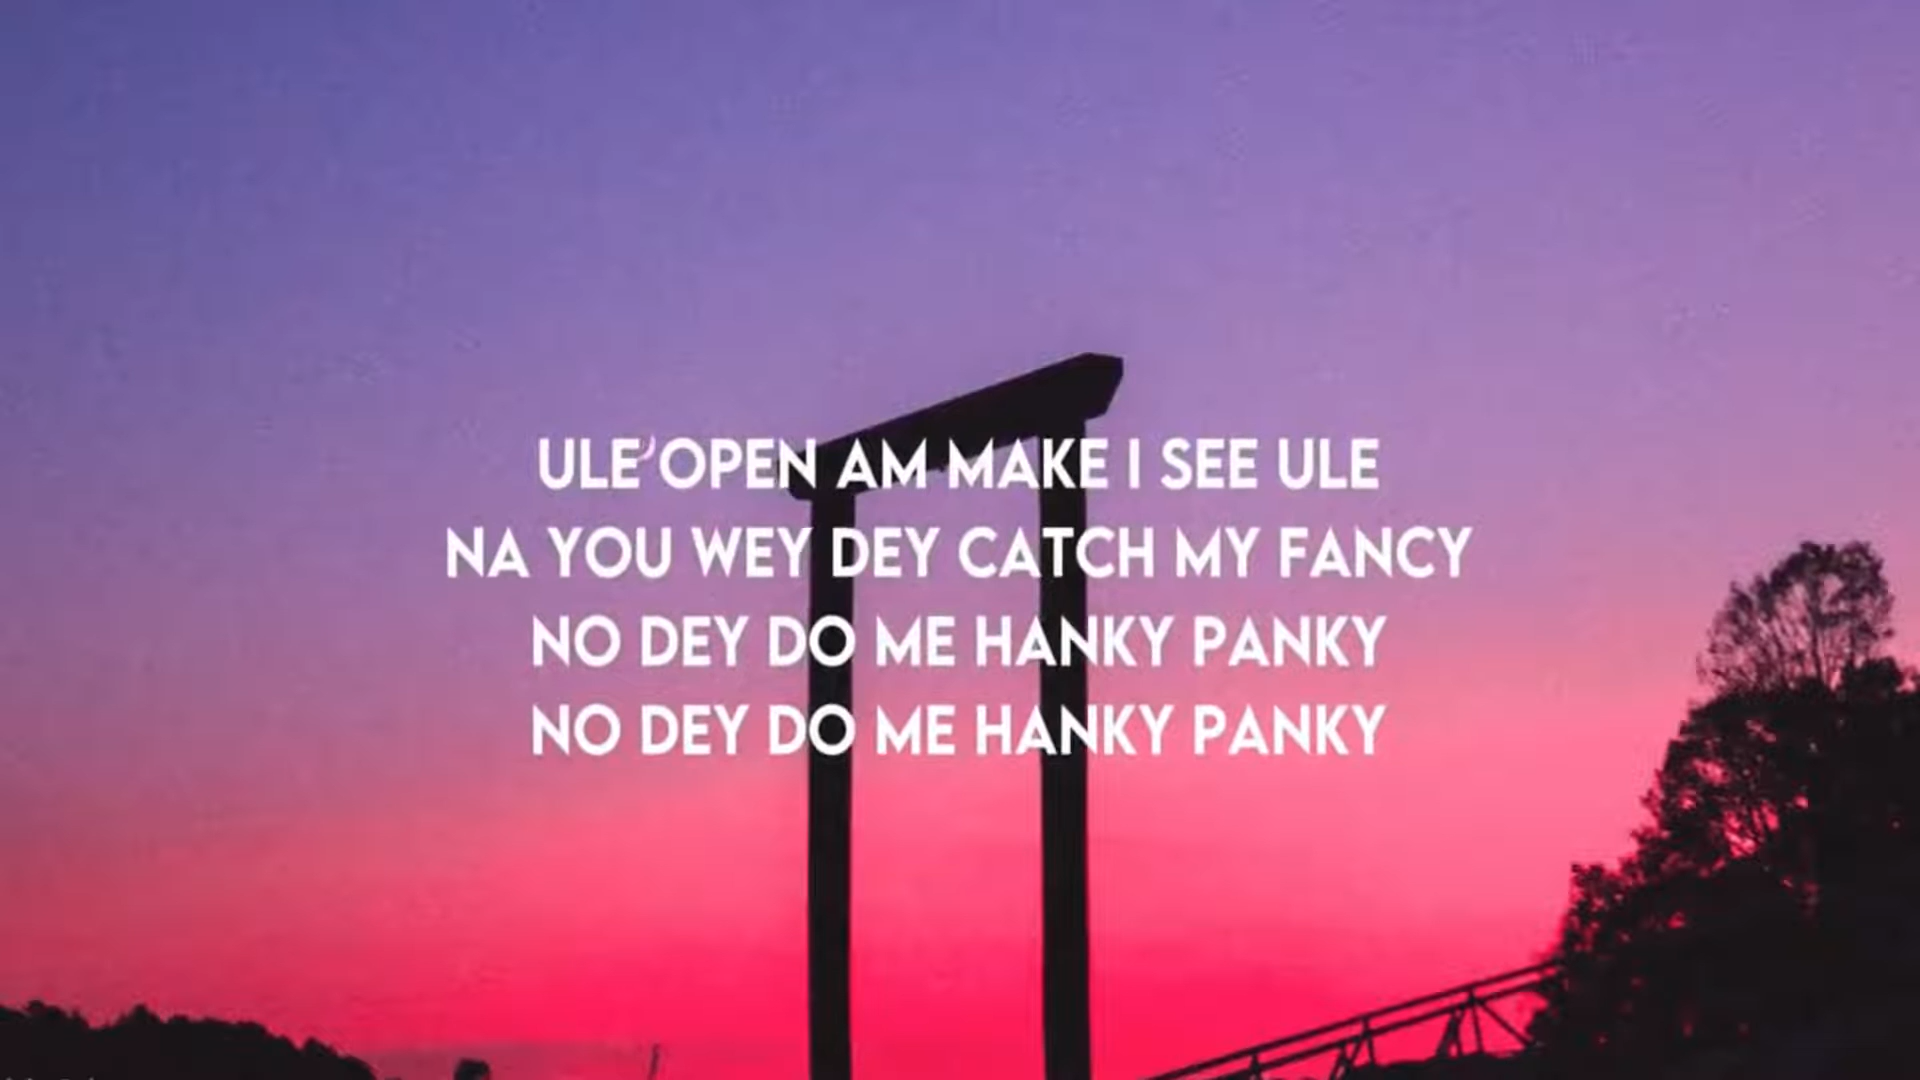 ULE OPEN AM MAKE I SEE ULE
NA YOU WEY DEY CATCH MY FANCY
NO DEY DO ME HANKY PANKY
NO DEY DO ME HANKY PANKY